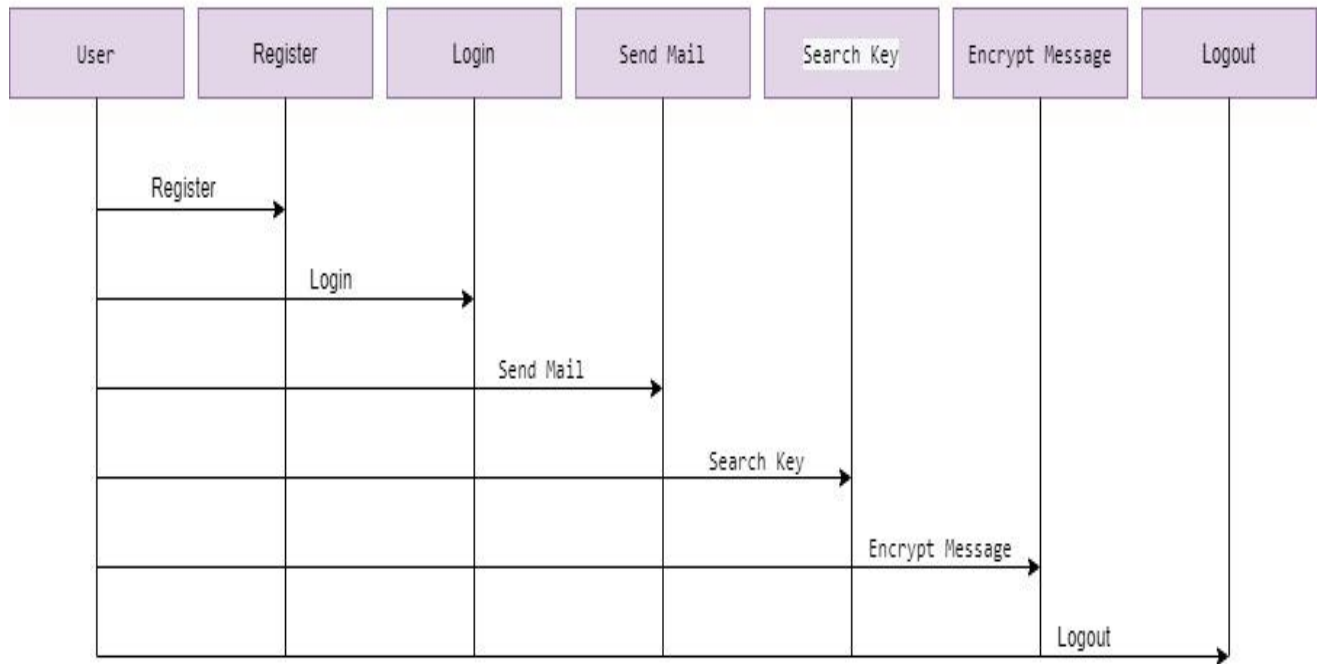 User
Register
Login
Send Mail
Search Key
Encrypt Message
Logout
Register
Login
Send Mail
Search Key
Encrypt Message
Logout